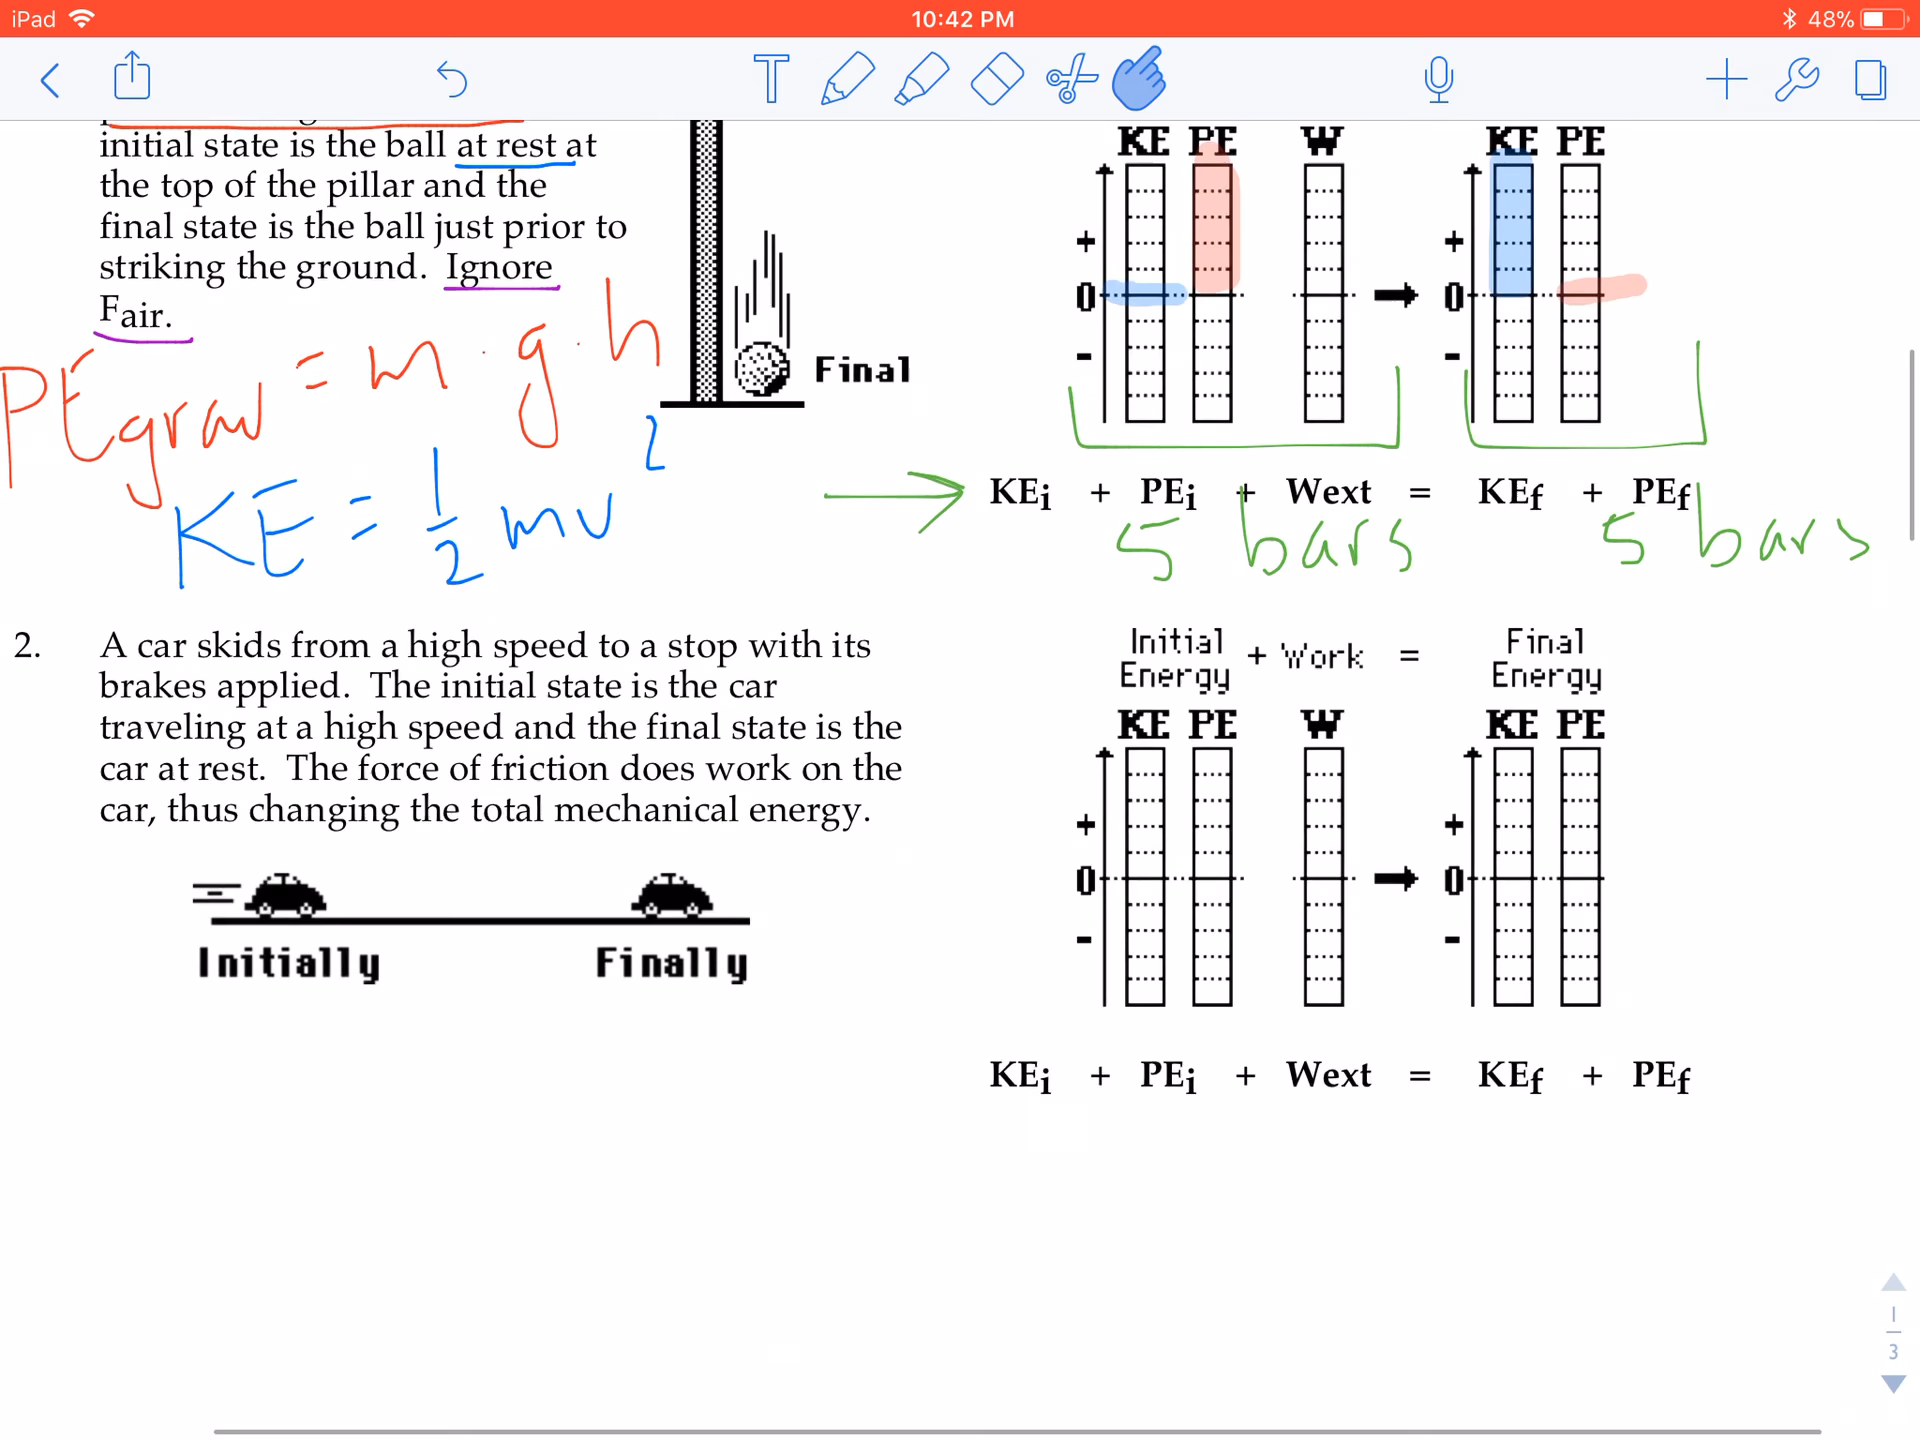 iPad
10:42 PM
48%
initial state is the ball at rest at
the top of the pillar and the
final state is the ball just prior to
striking the ground. Ignore
Fair.
PEgrav = m · g · h
KE = 1/2 mv²
Final
KE PE W KE PE
+ +
0 0
- -
KEi + PEi + Wext = KEf + PEf
5 bars 5 bars
2. A car skids from a high speed to a stop with its
brakes applied. The initial state is the car
traveling at a high speed and the final state is the
car at rest. The force of friction does work on the
car, thus changing the total mechanical energy.
Initially Finally
Initial Energy + Work = Final Energy
KE PE W KE PE
+ +
0 0
- -
KEi + PEi + Wext = KEf + PEf
1
3